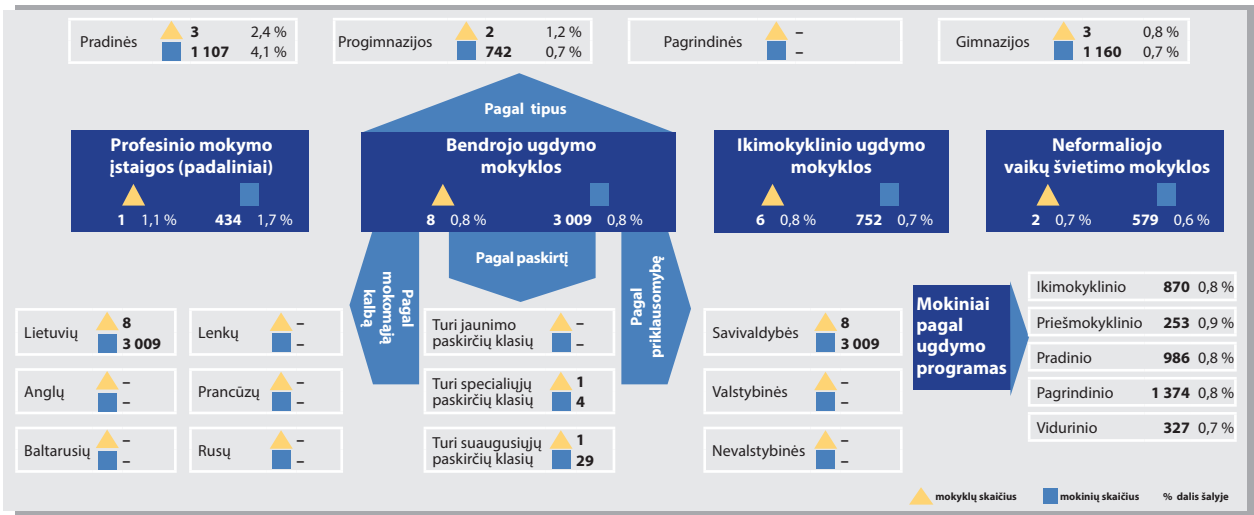 Pradinės 3 2,4 %
1 107 4,1 %
Progimnazijos 2 1,2 %
742 0,7 %
Pagrindinės –
–
Gimnazijos 3 0,8 %
1 160 0,7 %
Pagal tipus
Profesinio mokymo
įstaigos (padaliniai)
1 1,1 % 434 1,7 %
Bendrojo ugdymo
mokyklos
8 0,8 % 3 009 0,8 %
Ikimokyklinio ugdymo
mokyklos
6 0,8 % 752 0,7 %
Neformaliojo
vaikų švietimo mokyklos
2 0,7 % 579 0,6 %
Pagal
mokomąją
kalbą
Pagal paskirtį
Pagal
priklausomybę
Lietuvių 8
3 009
Lenkų –
–
Anglų –
–
Prancūzų –
–
Baltarusių –
–
Rusų –
–
Turi jaunimo
paskirčių klasių
–
–
Turi specialiųjų
paskirčių klasių
1
4
Turi suaugusiųjų
paskirčių klasių
1
29
Savivaldybės 8
3 009
Valstybinės –
–
Nevalstybinės –
–
Mokiniai
pagal
ugdymo
programas
Ikimokyklinio 870 0,8 %
Priešmokyklinio 253 0,9 %
Pradinio 986 0,8 %
Pagrindinio 1 374 0,8 %
Vidurinio 327 0,7 %
mokyklų skaičius mokinių skaičius % dalis šalyje